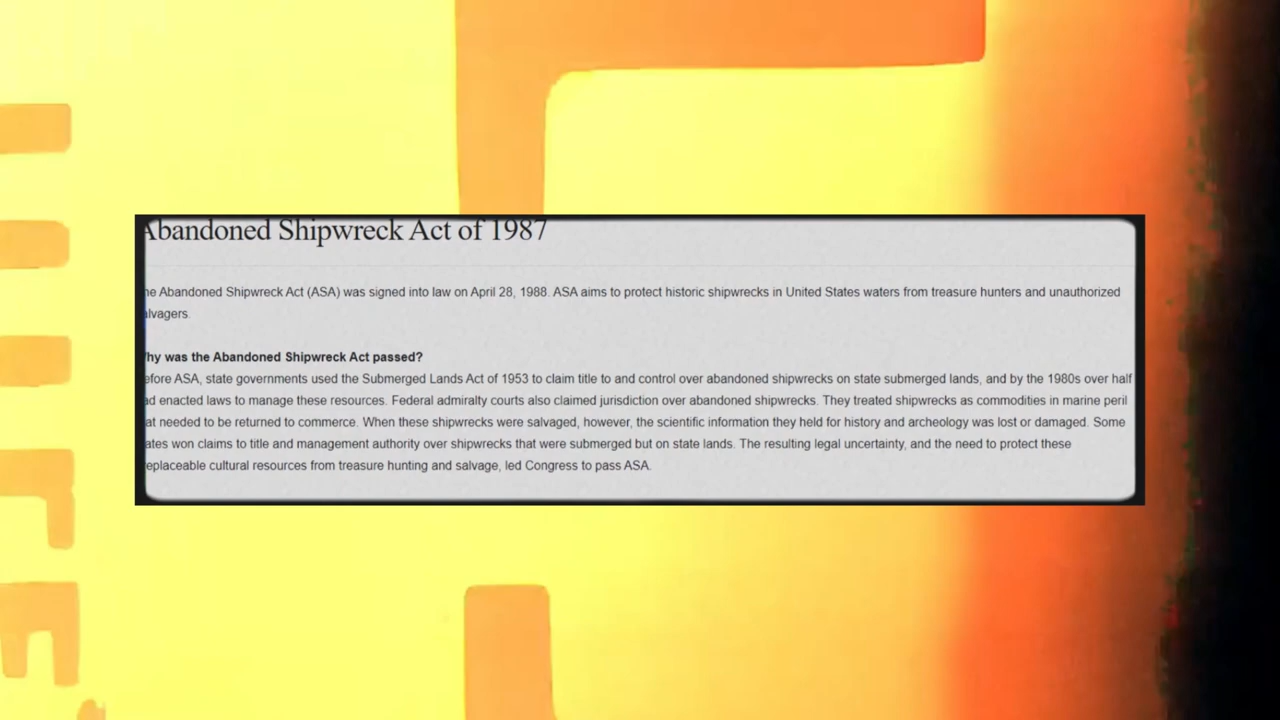 Abandoned Shipwreck Act of 1987
he Abandoned Shipwreck Act (ASA) was signed into law on April 28, 1988. ASA aims to protect historic shipwrecks in United States waters from treasure hunters and unauthorized
alvagers.
hy was the Abandoned Shipwreck Act passed?
efore ASA, state governments used the Submerged Lands Act of 1953 to claim title to and control over abandoned shipwrecks on state submerged lands, and by the 1980s over half
ad enacted laws to manage these resources. Federal admiralty courts also claimed jurisdiction over abandoned shipwrecks. They treated shipwrecks as commodities in marine peril
at needed to be returned to commerce. When these shipwrecks were salvaged, however, the scientific information they held for history and archeology was lost or damaged. Some
ates won claims to title and management authority over shipwrecks that were submerged but on state lands. The resulting legal uncertainty, and the need to protect these
replaceable cultural resources from treasure hunting and salvage, led Congress to pass ASA.